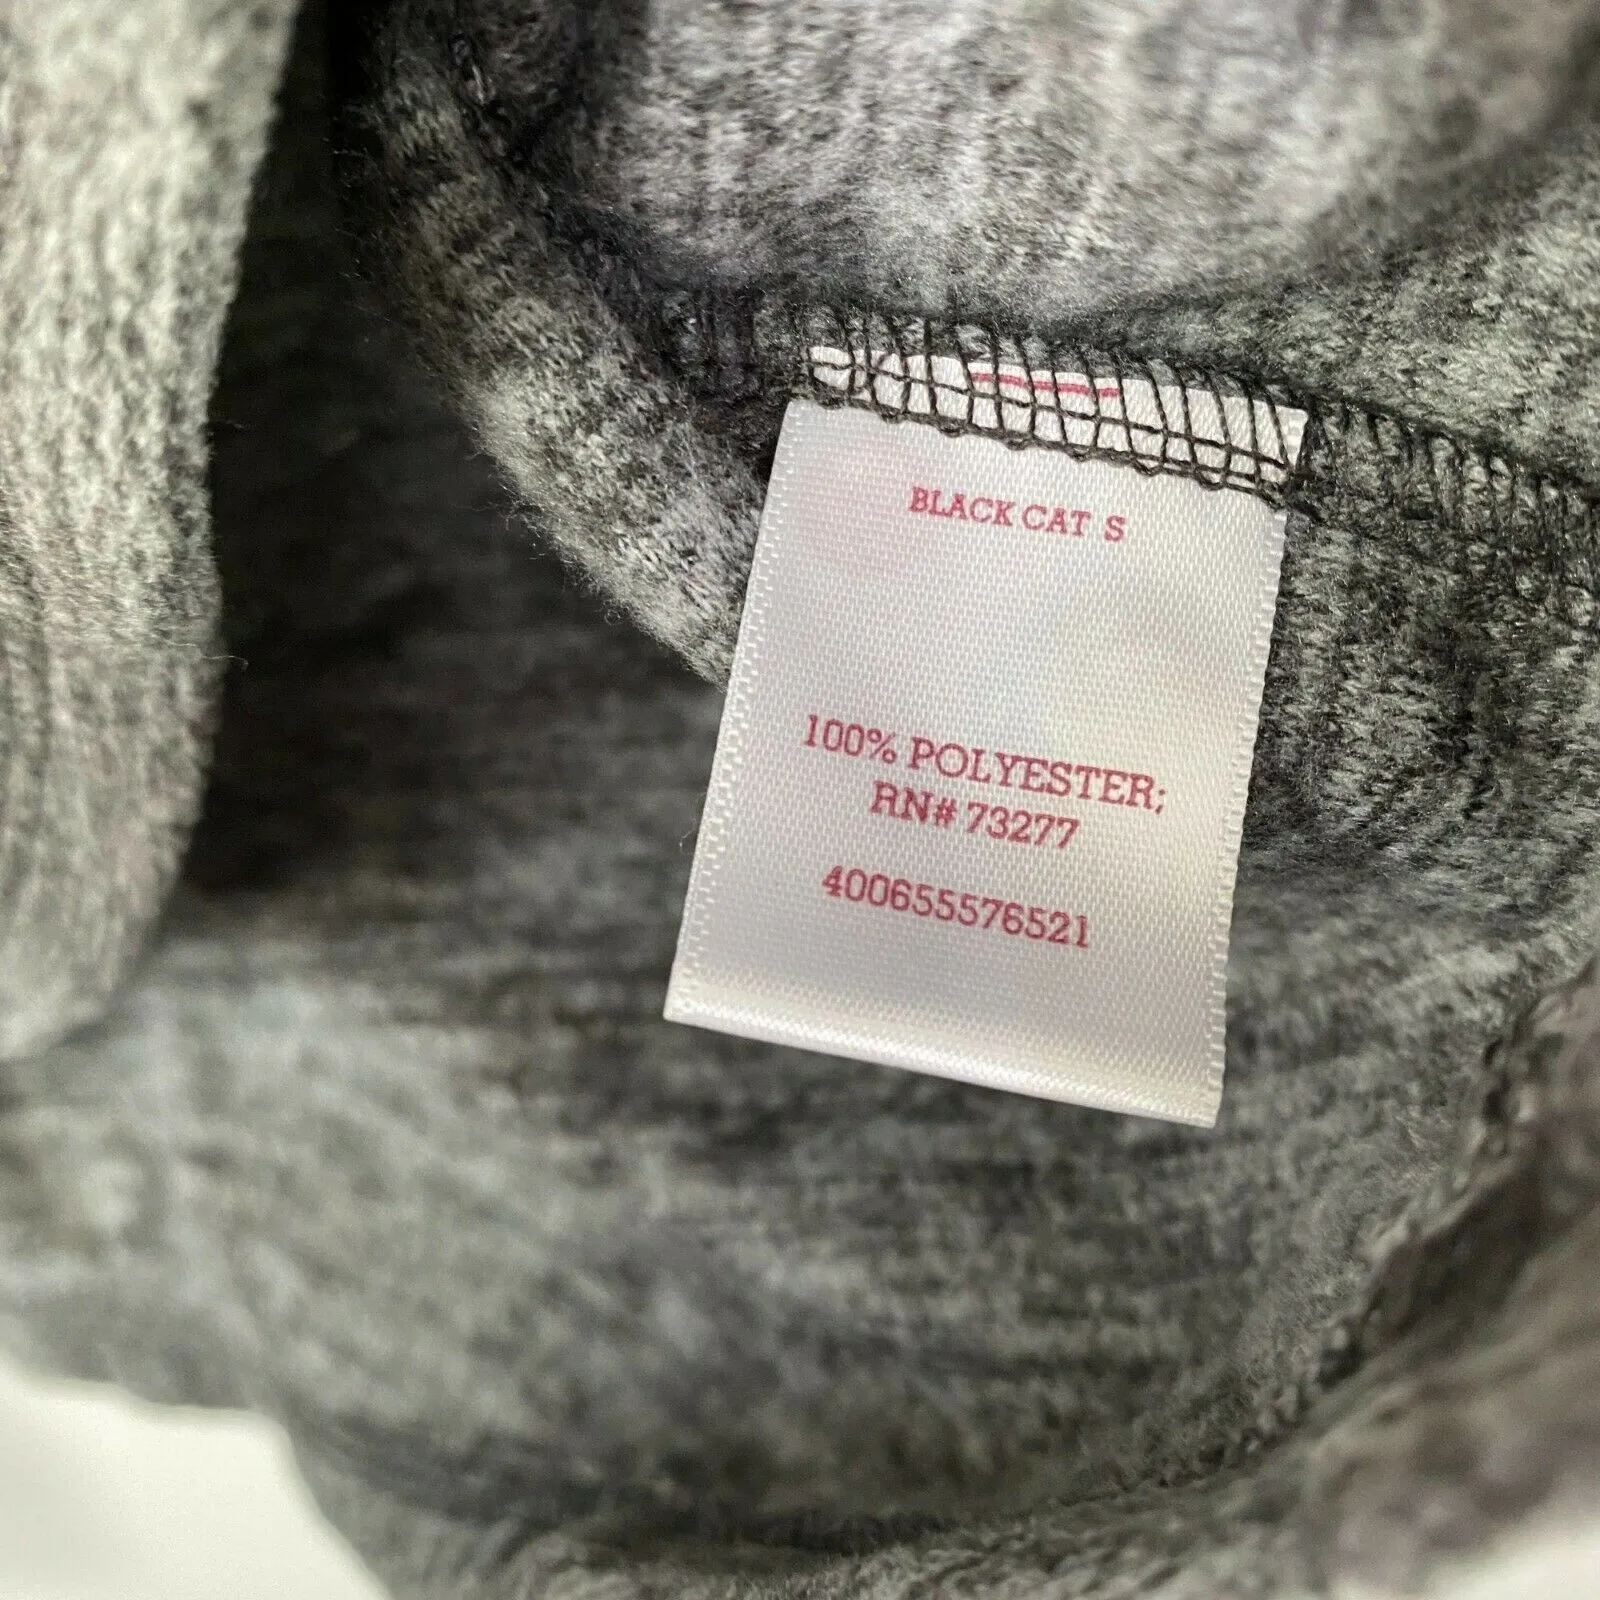 BLACK CAT S
100% POLYESTER;
RN# 73277
400655576521